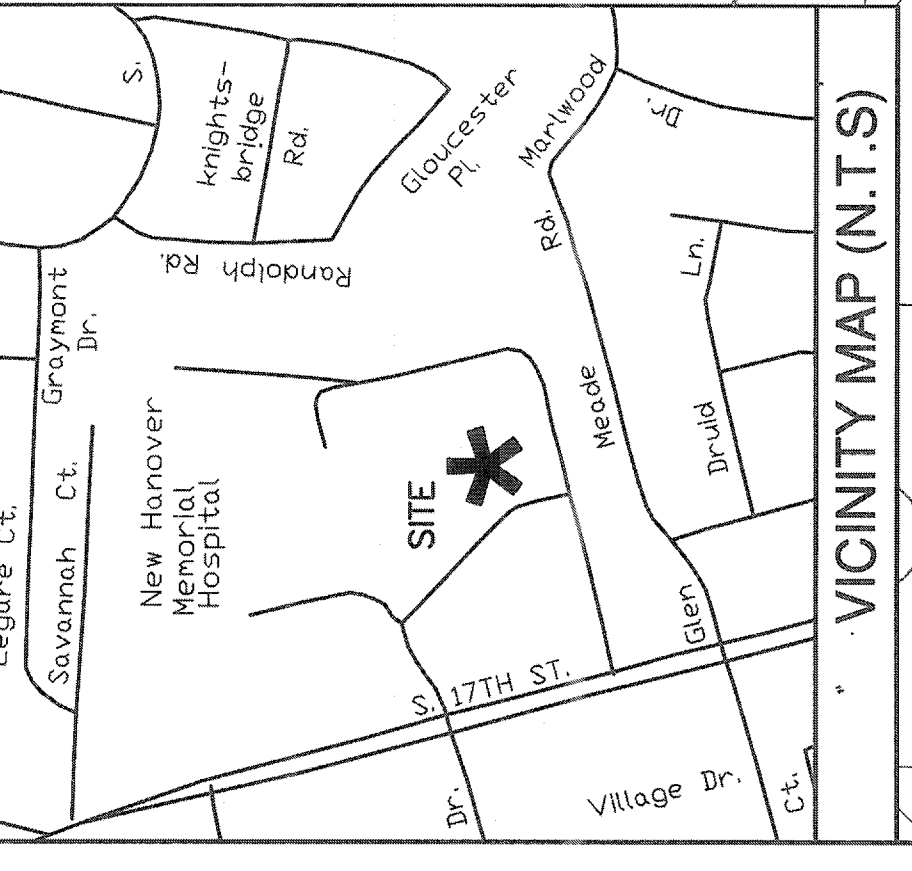 S.
Knights-
bridge
Rd.
Gloucester
Pl.
Marlwood
Dr.
Randolph Rd.
Graymont
Dr.
Ct.
Savannah Ct.
New Hanover
Memorial
Hospital
SITE
Meade Rd.
Druid Ln.
Glen
S. 17TH ST.
Dr.
Village Dr.
Ct.
VICINITY MAP (N.T.S)